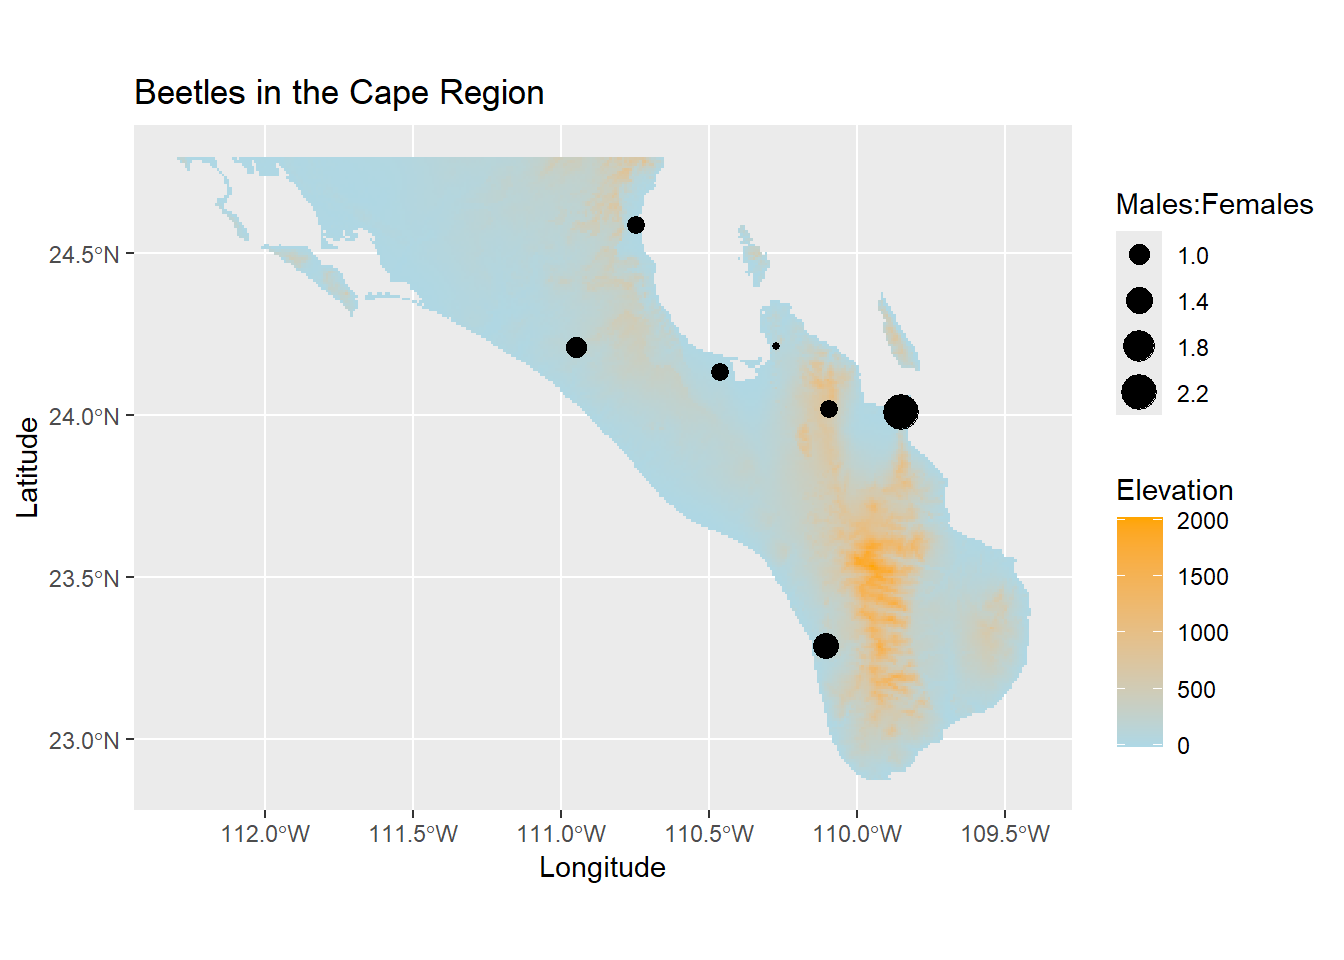 Beetles in the Cape Region
24.5°N
24.0°N
23.5°N
23.0°N
Latitude
112.0°W
111.5°W
111.0°W
110.5°W
110.0°W
109.5°W
Longitude
Males:Females
1.0
1.4
1.8
2.2
Elevation
2000
1500
1000
500
0